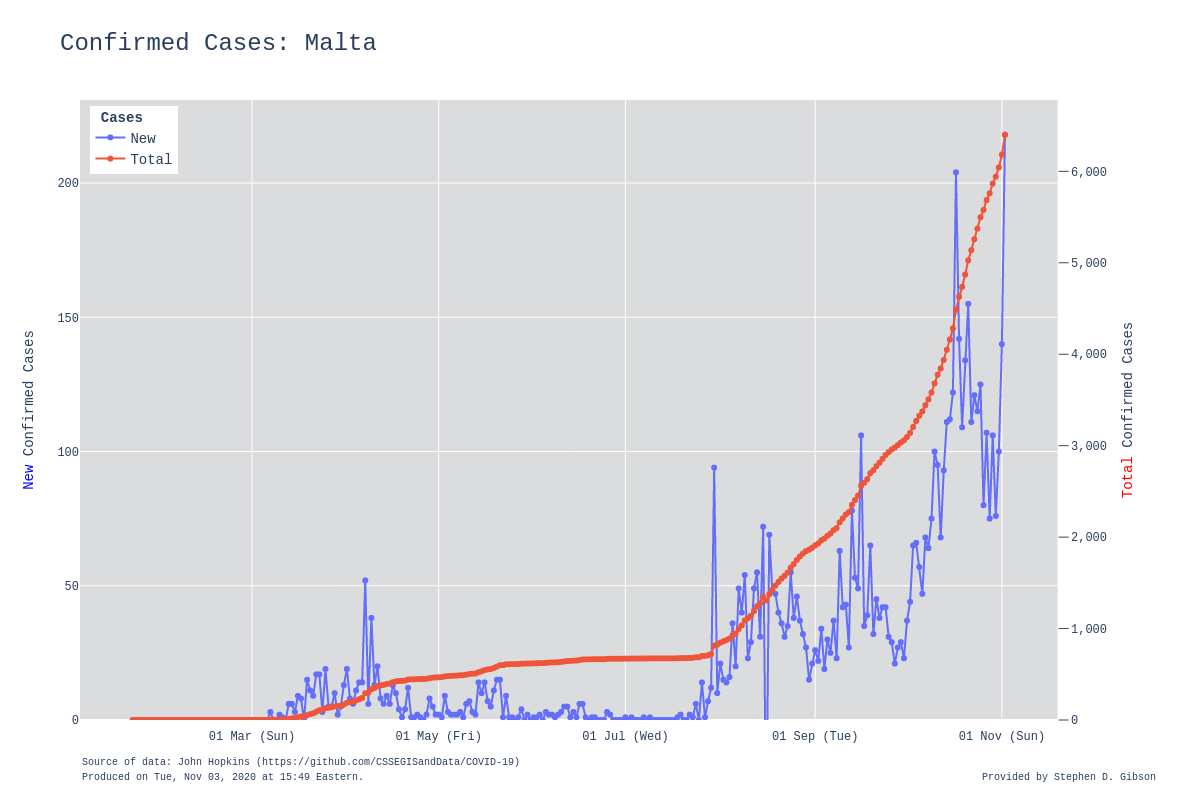 Confirmed Cases: Malta
Cases
New
Total
200
150
100
50
0
New Confirmed Cases
6,000
5,000
4,000
3,000
2,000
1,000
0
Total Confirmed Cases
01 Mar (Sun) 01 May (Fri) 01 Jul (Wed) 01 Sep (Tue) 01 Nov (Sun)
Source of data: John Hopkins (https://github.com/CSSEGISandData/COVID-19)
Produced on Tue, Nov 03, 2020 at 15:49 Eastern.
Provided by Stephen D. Gibson